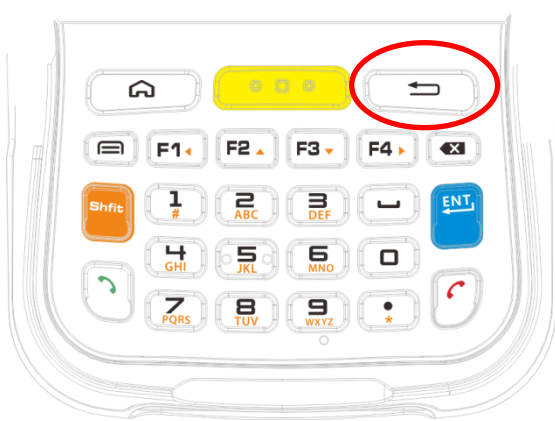 F1 F2 F3 F4
Shfit 1 # 2 ABC 3 DEF ENT
4 GHI 5 JKL 6 MNO 0
7 PQRS 8 TUV 9 WXYZ . *